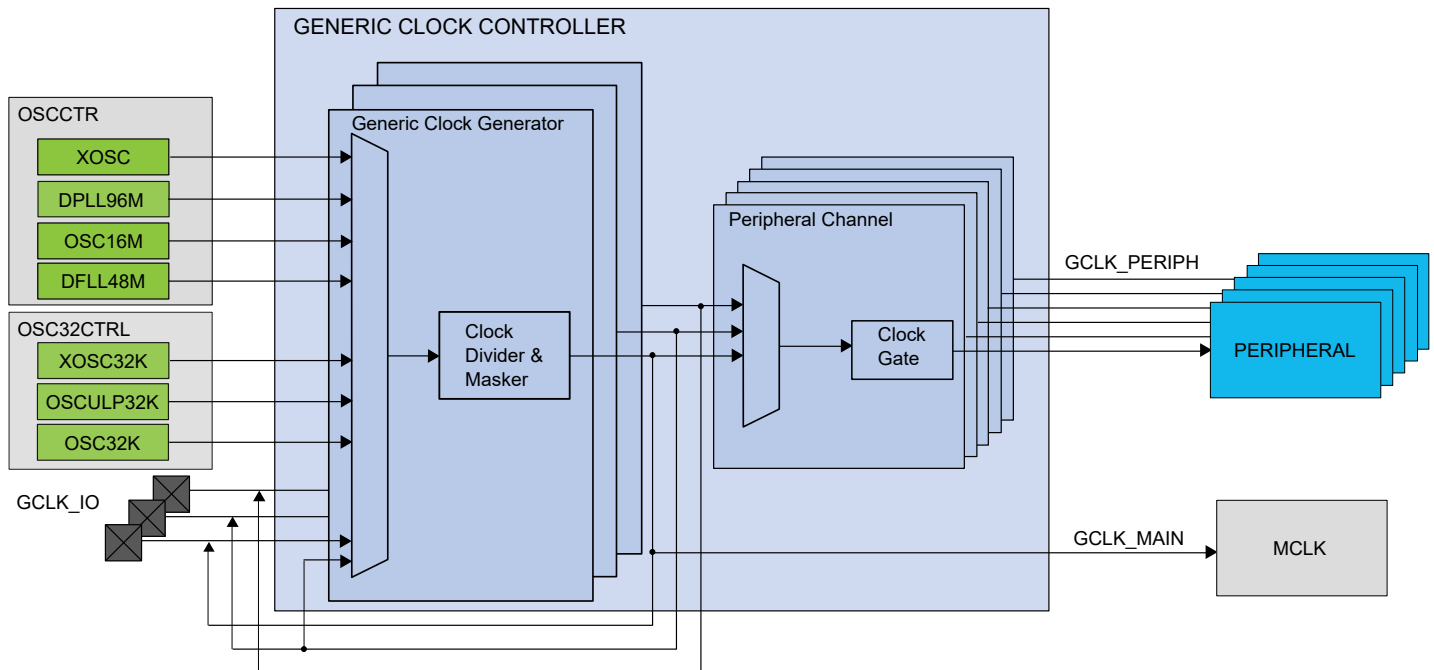 GENERIC CLOCK CONTROLLER
OSCCTR
XOSC
DPLL96M
OSC16M
DFLL48M
OSC32CTRL
XOSC32K
OSCULP32K
OSC32K
GCLK_IO
Generic Clock Generator
Clock
Divider &
Masker
Peripheral Channel
Clock
Gate
GCLK_PERIPH
PERIPHERAL
GCLK_MAIN
MCLK